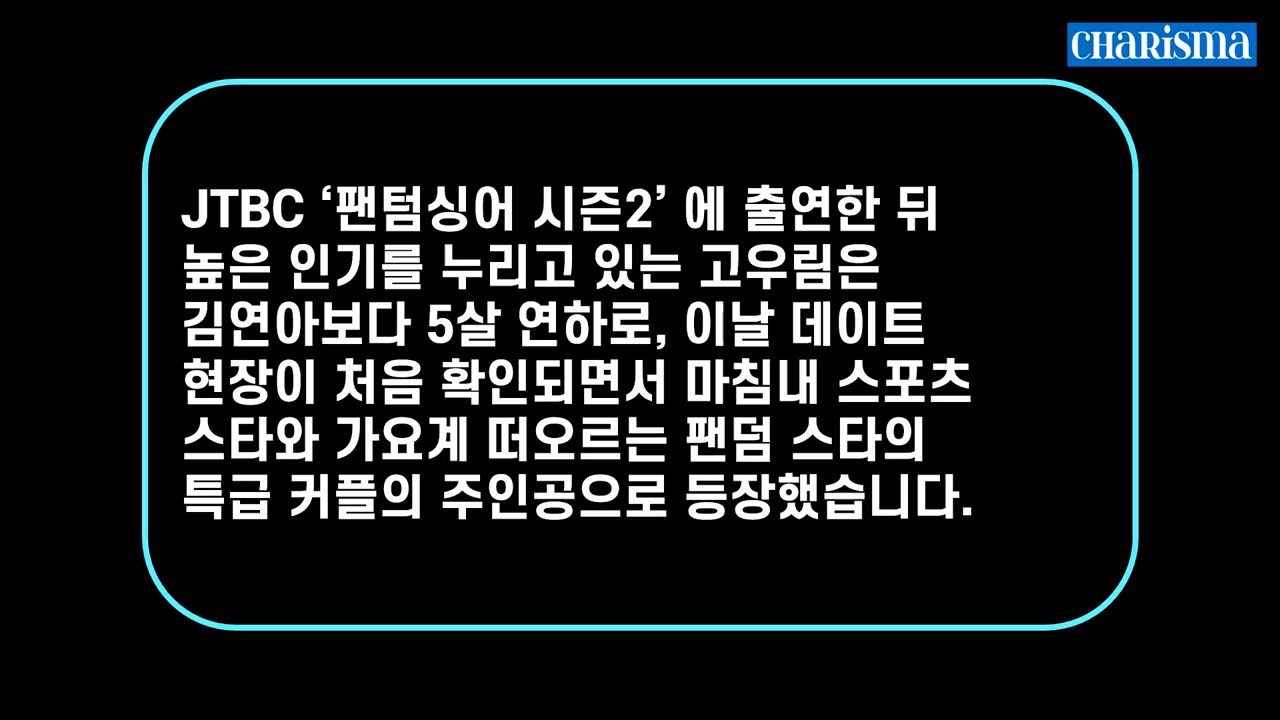 CHARISMA
JTBC ‘팬텀싱어 시즌2’ 에 출연한 뒤
높은 인기를 누리고 있는 고우림은
김연아보다 5살 연하로, 이날 데이트
현장이 처음 확인되면서 마침내 스포츠
스타와 가요계 떠오르는 팬덤 스타의
특급 커플의 주인공으로 등장했습니다.